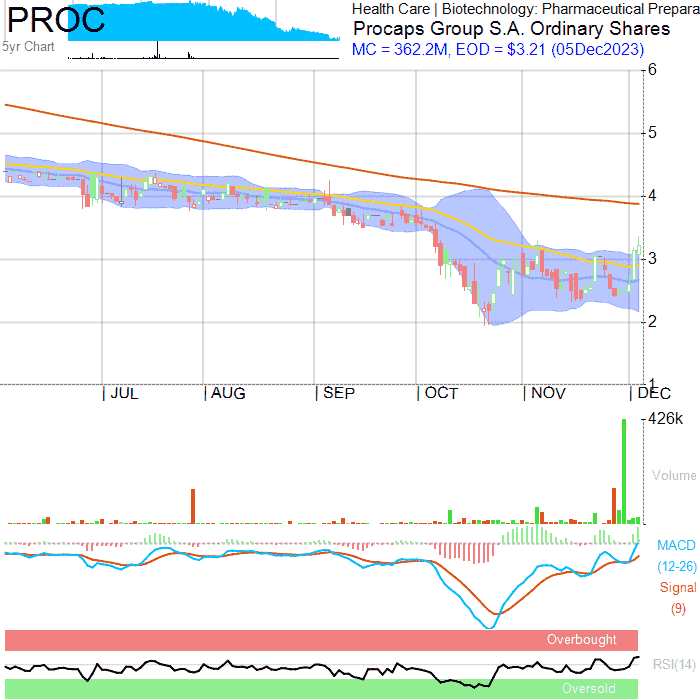 PROC
5yr Chart
Health Care | Biotechnology: Pharmaceutical Prepara
Procaps Group S.A. Ordinary Shares
MC = 362.2M, EOD = $3.21 (05Dec2023)
6
5
4
3
2
1
| JUL
| AUG
| SEP
| OCT
| NOV
| DEC
426k
Volume
MACD
(12-26)
Signal
(9)
Overbought
RSI(14)
Oversold